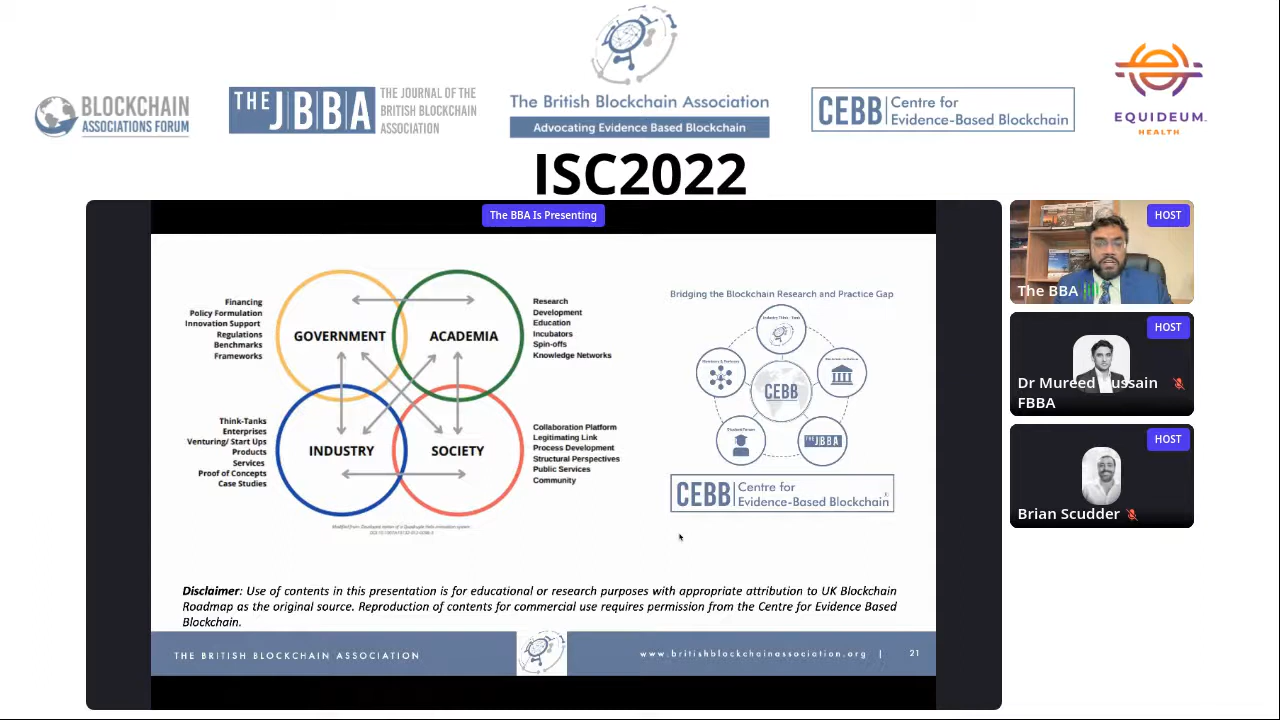 BLOCKCHAIN
ASSOCIATIONS FORUM
THE JBBA
THE JOURNAL OF THE
BRITISH BLOCKCHAIN
ASSOCIATION
The British Blockchain Association
Advocating Evidence Based Blockchain
CEBB
Centre for
Evidence-Based Blockchain
EQUIDEUM
HEALTH
ISC2022
The BBA Is Presenting
Financing
Policy Formulation
Innovation Support
Regulations
Benchmarks
Frameworks
GOVERNMENT
ACADEMIA
Research
Development
Education
Incubators
Spin-offs
Knowledge Networks
Think-Tanks
Enterprises
Venturing/ Start Ups
Products
Services
Proof of Concepts
Case Studies
INDUSTRY
SOCIETY
Collaboration Platform
Legitimating Link
Process Development
Structural Perspectives
Public Services
Community
Bridging the Blockchain Research and Practice Gap
CEBB
THE JBBA
CEBB
Centre for
Evidence-Based Blockchain
Disclaimer: Use of contents in this presentation is for educational or research purposes with appropriate attribution to UK Blockchain
Roadmap as the original source. Reproduction of contents for commercial use requires permission from the Centre for Evidence Based
Blockchain.
THE BRITISH BLOCKCHAIN ASSOCIATION
www.britishblockchainassociation.org | 21
HOST
The BBA
HOST
Dr Mureed Hussain
FBBA
HOST
Brian Scudder